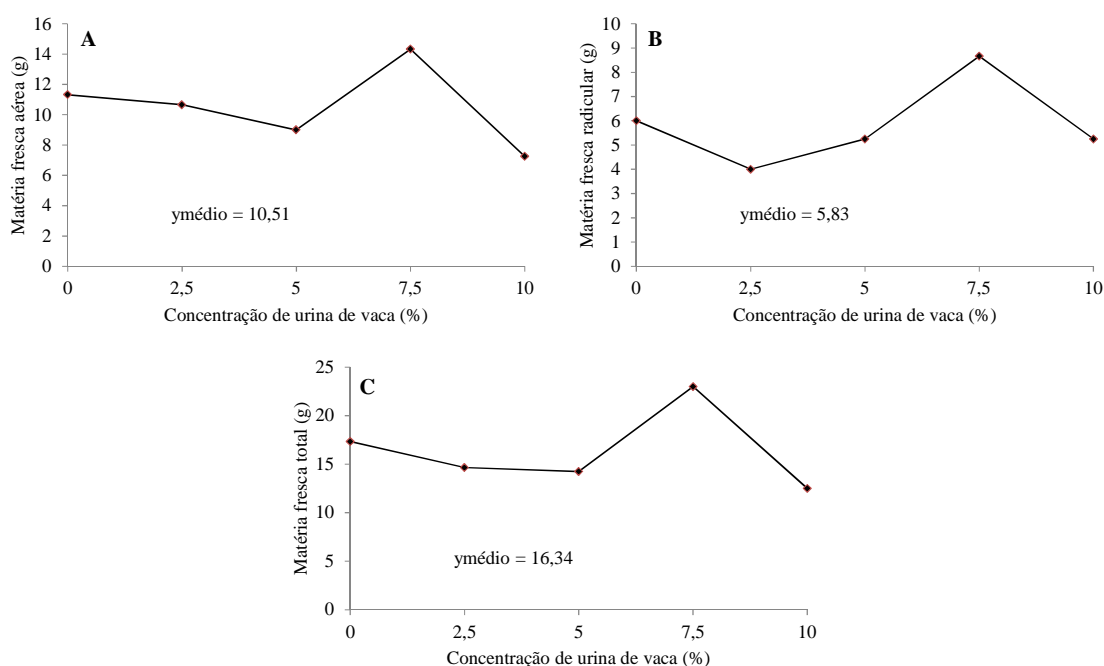 A
Matéria fresca aérea (g)
16
14
12
10
8
6
4
2
0
ymédio = 10,51
0 2,5 5 7,5 10
Concentração de urina de vaca (%)
B
Matéria fresca radicular (g)
10
9
8
7
6
5
4
3
2
1
0
ymédio = 5,83
0 2,5 5 7,5 10
Concentração de urina de vaca (%)
C
Matéria fresca total (g)
25
20
15
10
5
0
ymédio = 16,34
0 2,5 5 7,5 10
Concentração de urina de vaca (%)